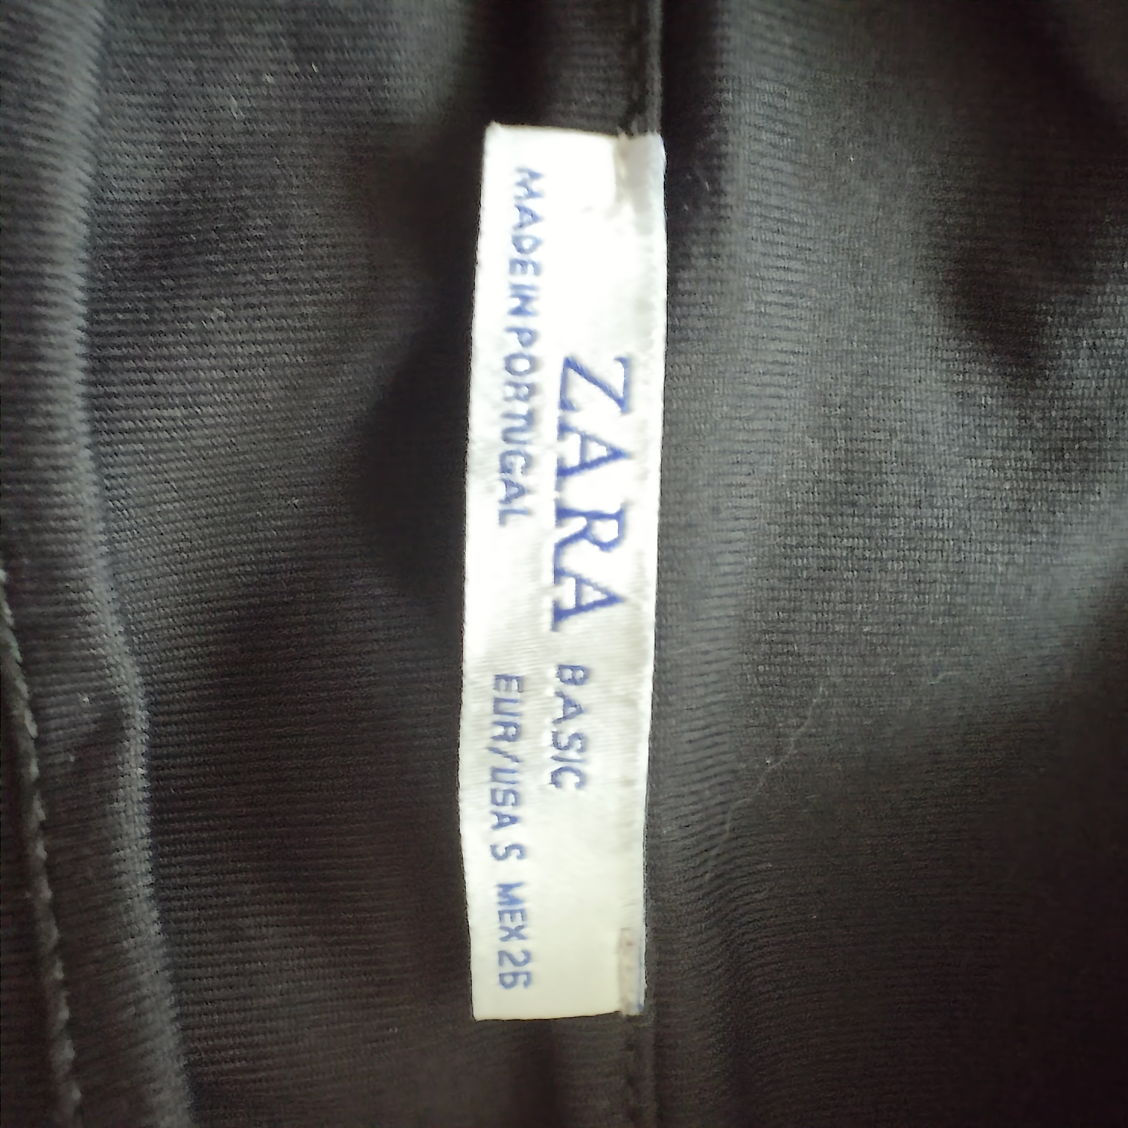 ZARA BASIC
MADE IN PORTUGAL EUR/USA S MEX 26